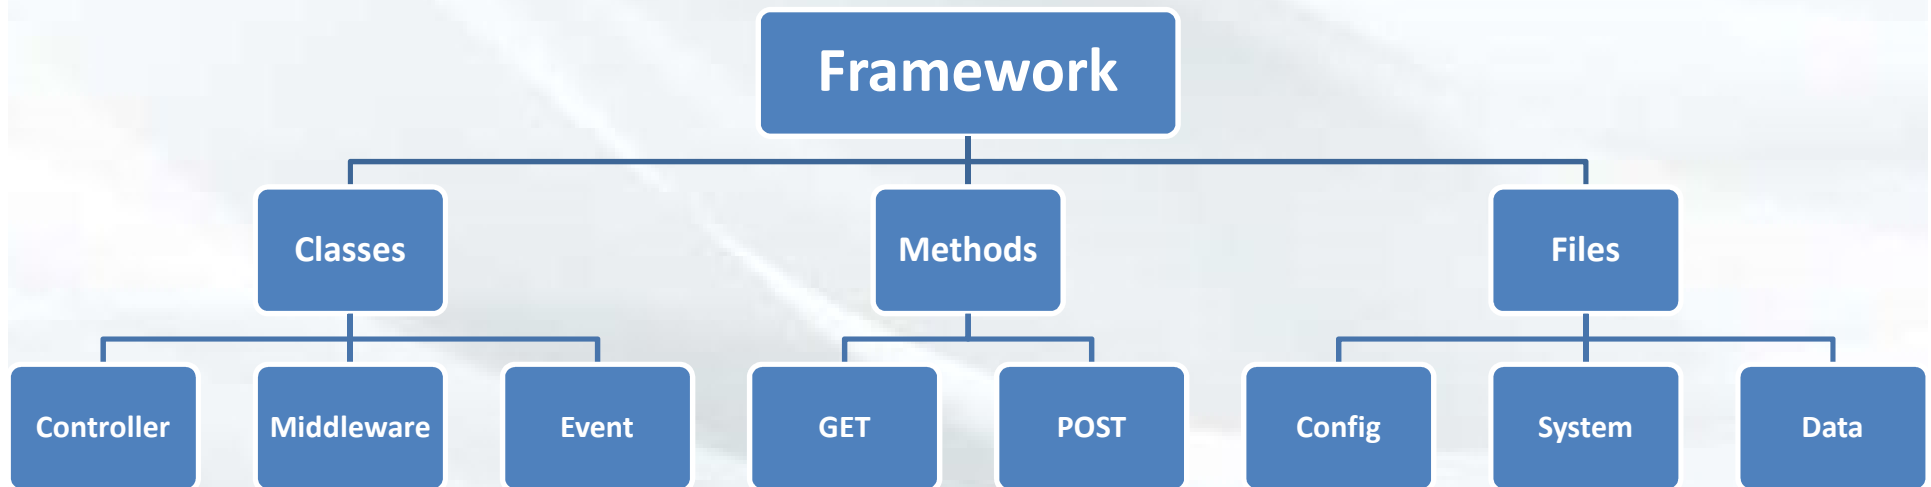 Framework
Classes
Methods
Files
Controller
Middleware
Event
GET
POST
Config
System
Data